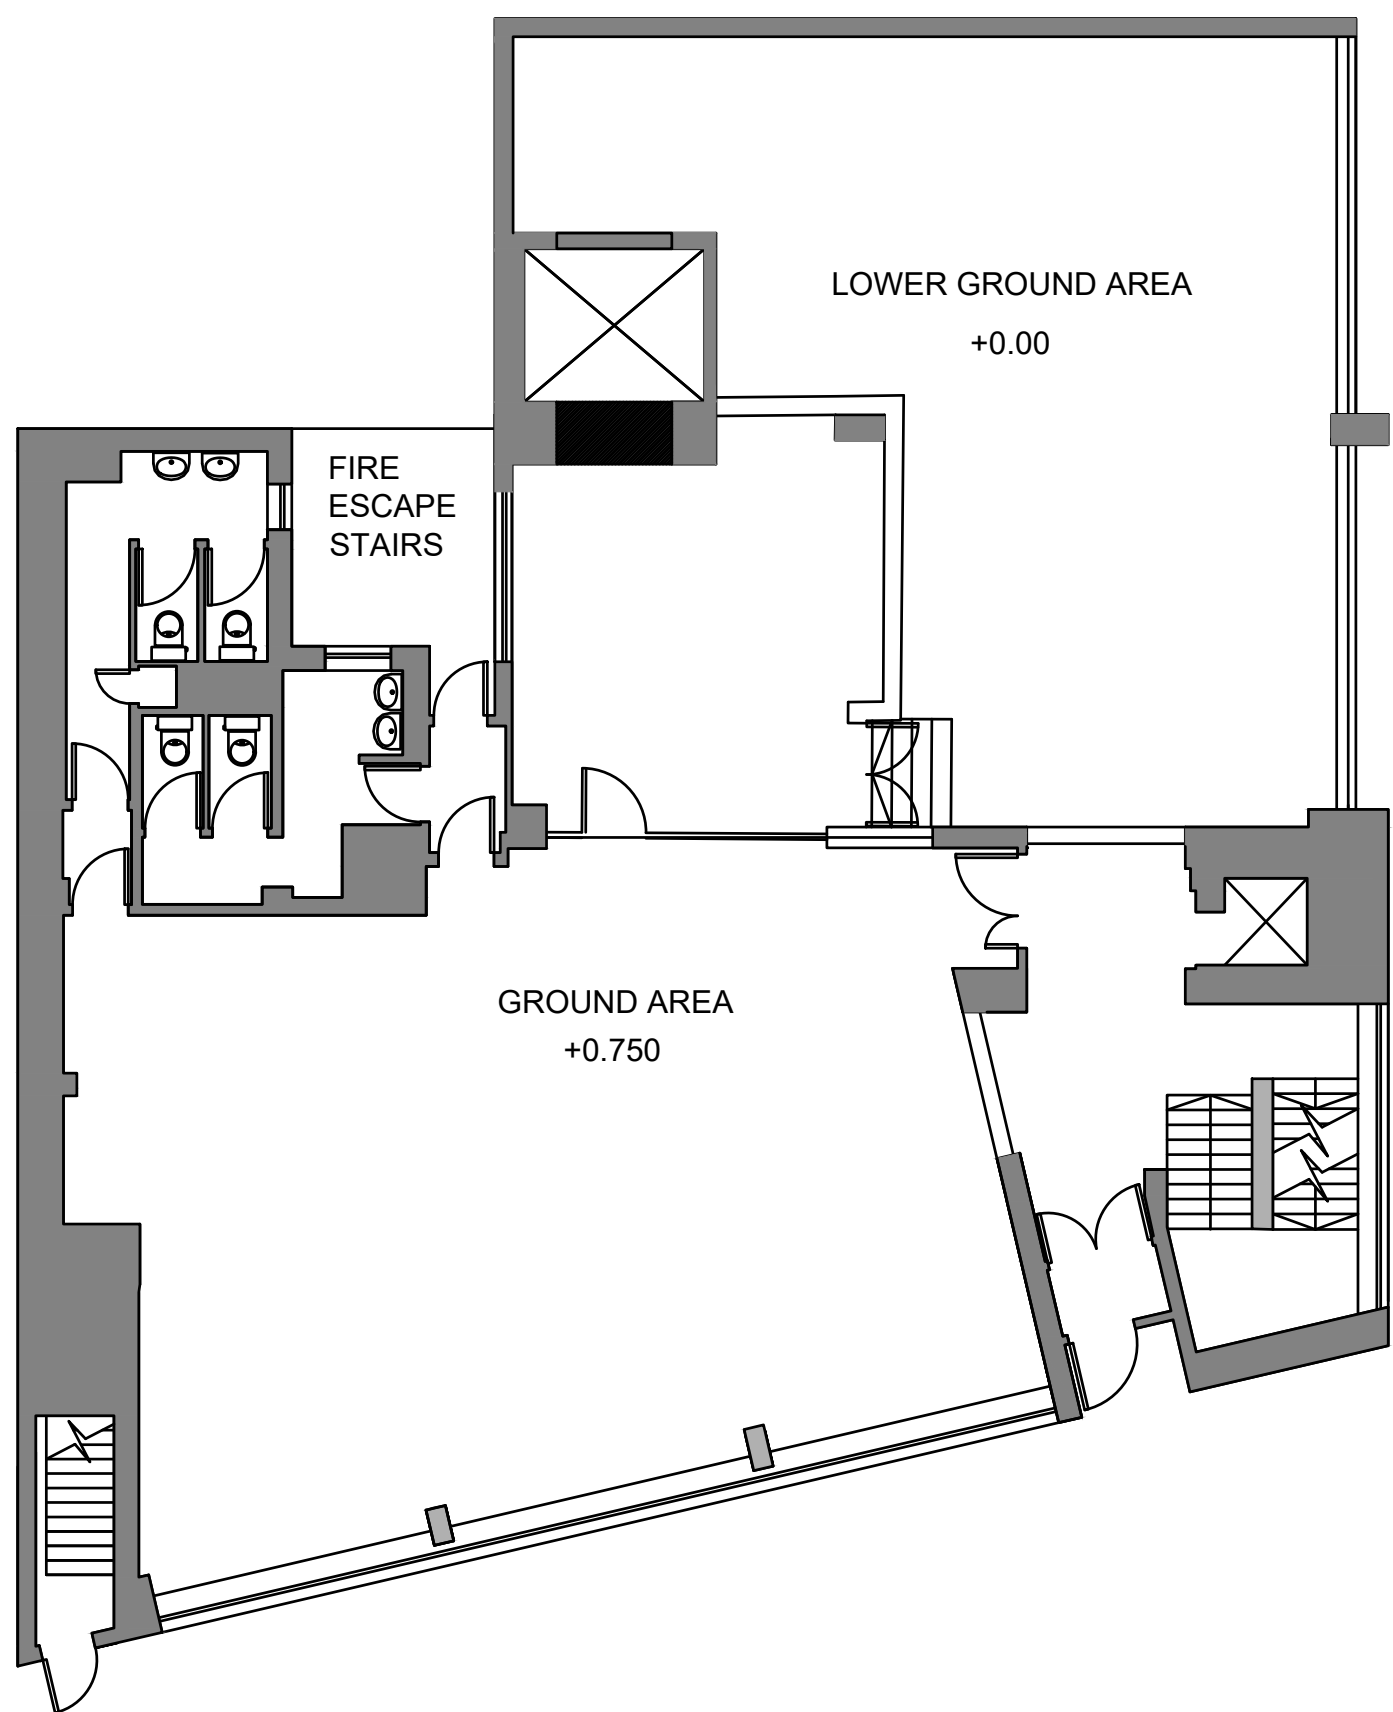 LOWER GROUND AREA
+0.00
FIRE
ESCAPE
STAIRS
GROUND AREA
+0.750